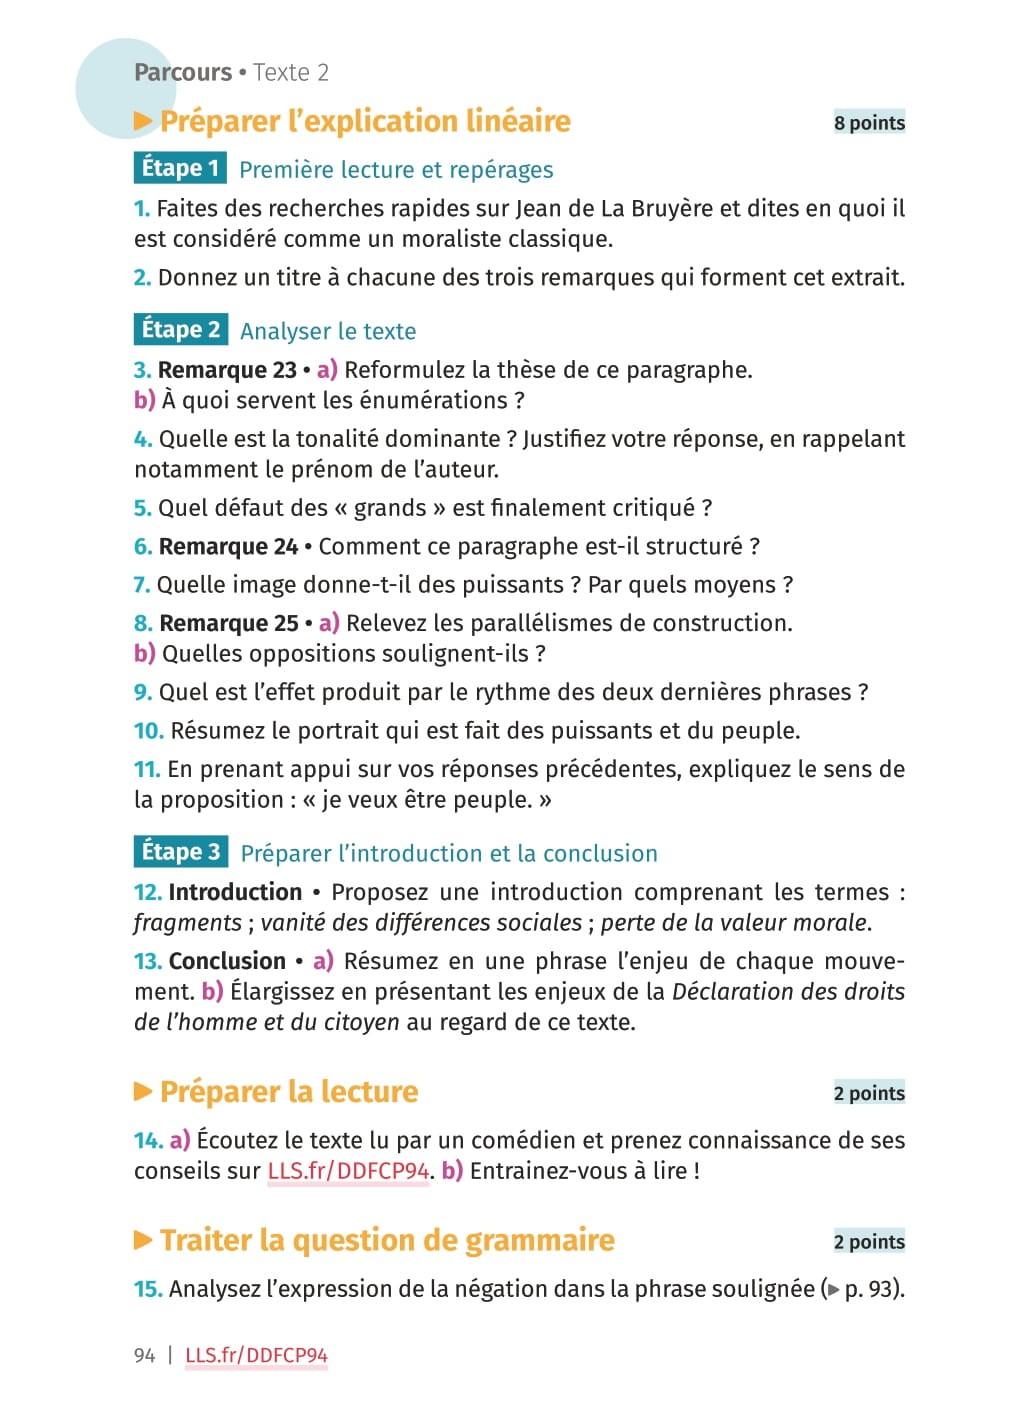 Parcours • Texte 2
Préparer l'explication linéaire 8 points
Étape 1 Première lecture et repérages
1. Faites des recherches rapides sur Jean de La Bruyère et dites en quoi il
est considéré comme un moraliste classique.
2. Donnez un titre à chacune des trois remarques qui forment cet extrait.
Étape 2 Analyser le texte
3. Remarque 23 • a) Reformulez la thèse de ce paragraphe.
b) À quoi servent les énumérations ?
4. Quelle est la tonalité dominante ? Justifiez votre réponse, en rappelant
notamment le prénom de l'auteur.
5. Quel défaut des « grands » est finalement critiqué ?
6. Remarque 24 • Comment ce paragraphe est-il structuré ?
7. Quelle image donne-t-il des puissants ? Par quels moyens ?
8. Remarque 25 • a) Relevez les parallélismes de construction.
b) Quelles oppositions soulignent-ils ?
9. Quel est l'effet produit par le rythme des deux dernières phrases ?
10. Résumez le portrait qui est fait des puissants et du peuple.
11. En prenant appui sur vos réponses précédentes, expliquez le sens de
la proposition : « je veux être peuple. »
Étape 3 Préparer l'introduction et la conclusion
12. Introduction • Proposez une introduction comprenant les termes :
fragments ; vanité des différences sociales ; perte de la valeur morale.
13. Conclusion • a) Résumez en une phrase l'enjeu de chaque mouve-
ment. b) Élargissez en présentant les enjeux de la Déclaration des droits
de l'homme et du citoyen au regard de ce texte.
Préparer la lecture 2 points
14. a) Écoutez le texte lu par un comédien et prenez connaissance de ses
conseils sur LLS.fr/DDFCP94. b) Entrainez-vous à lire !
Traiter la question de grammaire 2 points
15. Analysez l'expression de la négation dans la phrase soulignée (▸ p. 93).
94 | LLS.fr/DDFCP94